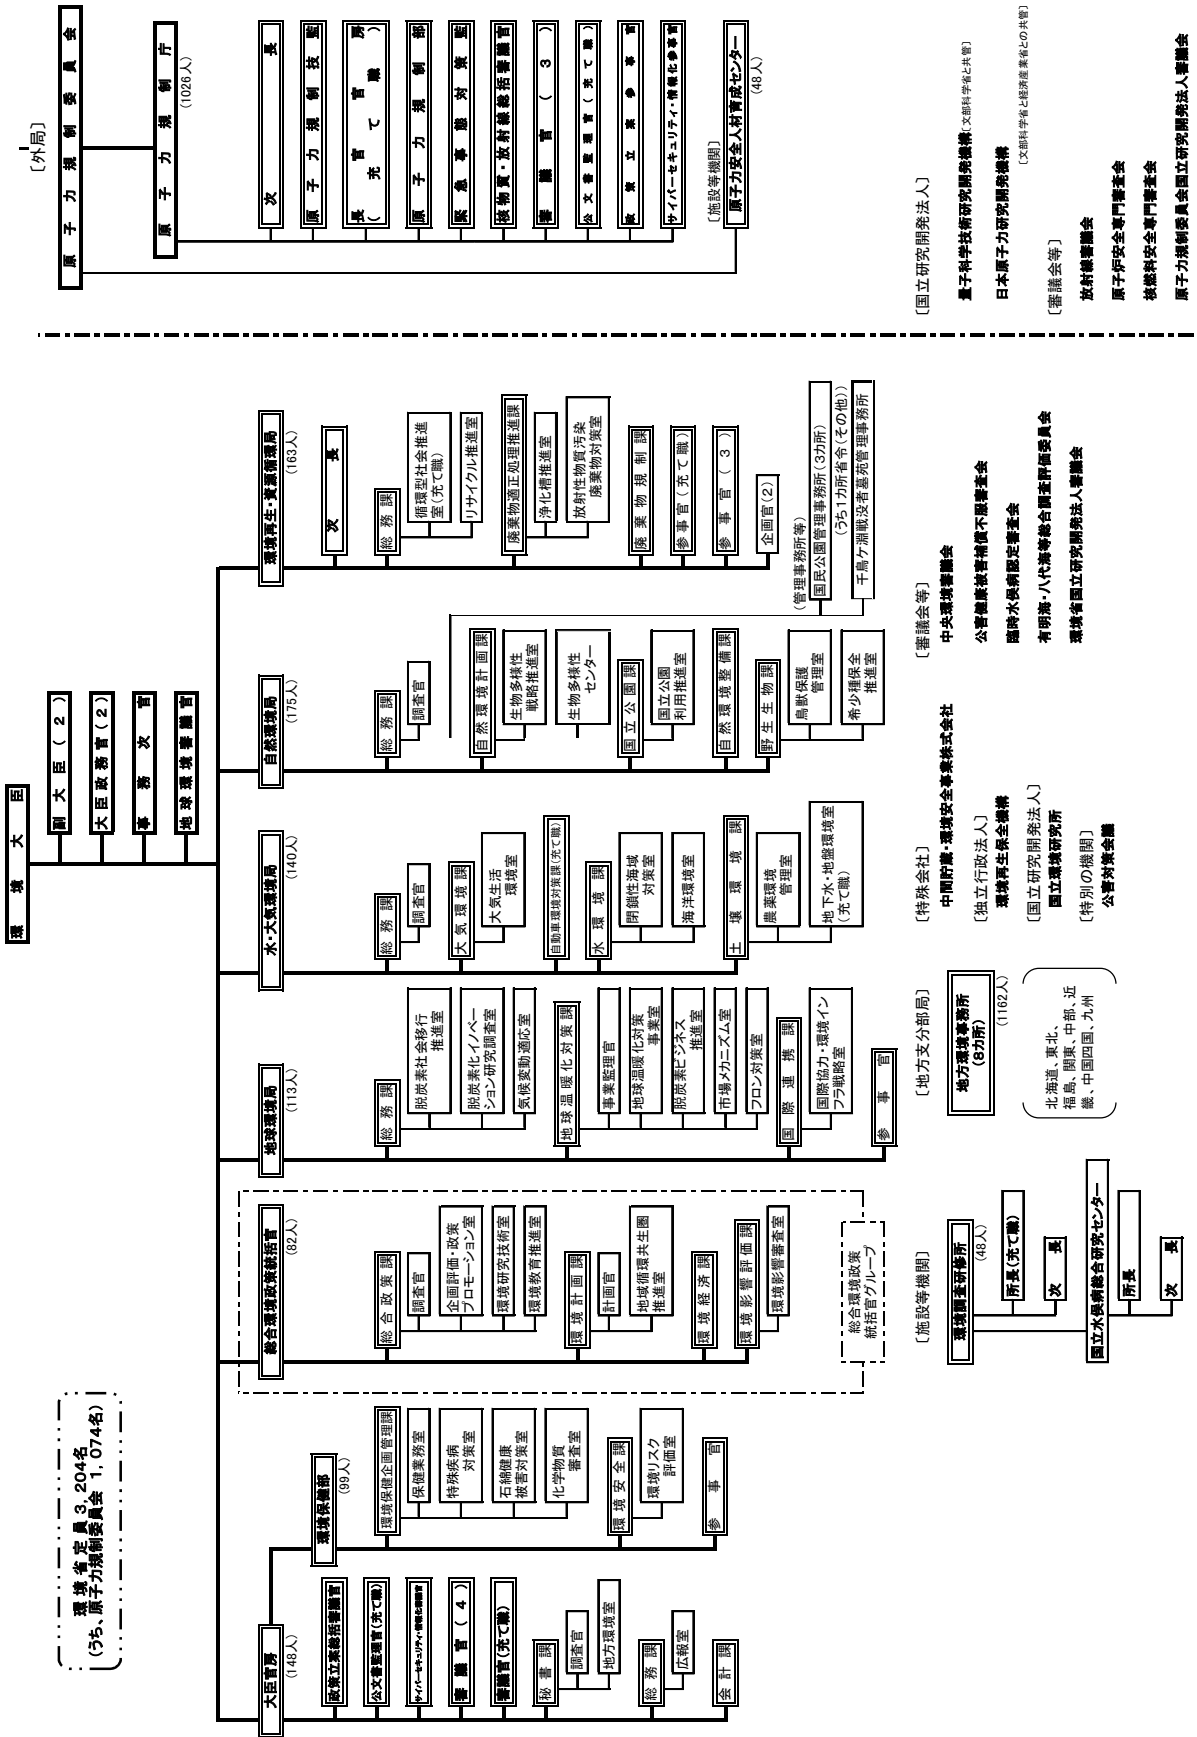 環境省定員3,204名
(うち、原子力規制委員会 1,074名)
環境大臣
副大臣(2)
大臣政務官(2)
事務次官
地球環境審議官
大臣官房
(148人)
政策立案総括審議官
公文書監理官(充て職)
サイバーセキュリティ・情報化審議官
審議官(4)
審議官(充て職)
秘書課
調査官
地方環境室
総務課
広報室
会計課
環境保健部
(99人)
環境保健企画管理課
保健業務室
特殊疾病
対策室
石綿健康
被害対策室
化学物質
審査室
環境安全課
環境リスク
評価室
参事官
総合環境政策統括官
(82人)
総合政策課
調査官
企画評価・政策
プロモーション室
環境研究技術室
環境教育推進室
環境計画課
計画官
地域循環共生圏
推進室
環境経済課
環境影響評価課
環境影響審査室
総合環境政策
統括官グループ
地球環境局
(113人)
総務課
脱炭素社会移行
推進室
脱炭素化イノベー
ション研究調査室
気候変動適応室
地球温暖化対策課
事業監理官
地球温暖化対策
事業室
脱炭素ビジネス
推進室
市場メカニズム室
フロン対策室
国際連携課
国際協力・環境イン
フラ戦略室
参事官
水・大気環境局
(140人)
総務課
調査官
大気環境課
大気生活
環境室
自動車環境対策課(充て職)
水環境課
閉鎖性海域
対策室
海洋環境室
土壌環境課
農薬環境
管理室
地下水・地盤環境室
(充て職)
自然環境局
(175人)
総務課
調査官
自然環境計画課
生物多様性
戦略推進室
生物多様性
センター
国立公園課
国立公園
利用推進室
自然環境整備課
野生生物課
鳥獣保護
管理室
希少種保全
推進室
(管理事務所等)
国民公園管理事務所(3カ所)
(うち1カ所省令(その他))
千鳥ケ淵戦没者墓苑管理事務所
環境再生・資源循環局
(163人)
次長
総務課
循環型社会推進
室(充て職)
リサイクル推進室
廃棄物適正処理推進課
浄化槽推進室
放射性物質汚染
廃棄物対策室
廃棄物規制課
参事官(充て職)
参事官(3)
企画官(2)
[施設等機関]
環境調査研修所
(48人)
所長(充て職)
次長
国立水俣病総合研究センター
所長
次長
[地方支分部局]
地方環境事務所
(8カ所)
(1162人)
北海道、東北、
福島、関東、中部、近
畿、中国四国、九州
[特殊会社]
中間貯蔵・環境安全事業株式会社
[独立行政法人]
環境再生保全機構
[国立研究開発法人]
国立環境研究所
[特別の機関]
公害対策会議
[審議会等]
中央環境審議会
公害健康被害補償不服審査会
臨時水俣病認定審査会
有明海・八代海等総合調査評価委員会
環境省国立研究開発法人審議会
[外局]
原子力規制委員会
原子力規制庁
(1026人)
次長
原子力規制技監
長官官房
(充て職)
原子力規制部
緊急事態対策監
核物質・放射線総括審議官
審議官(3)
公文書監理官(充て職)
政策立案参事官
サイバーセキュリティ・情報化参事官
[施設等機関]
原子力安全人材育成センター
(48人)
[国立研究開発法人]
量子科学技術研究開発機構[文部科学省と共管]
日本原子力研究開発機構
[文部科学省と経済産業省との共管]
[審議会等]
放射線審議会
原子炉安全専門審査会
核燃料安全専門審査会
原子力規制委員会国立研究開発法人審議会